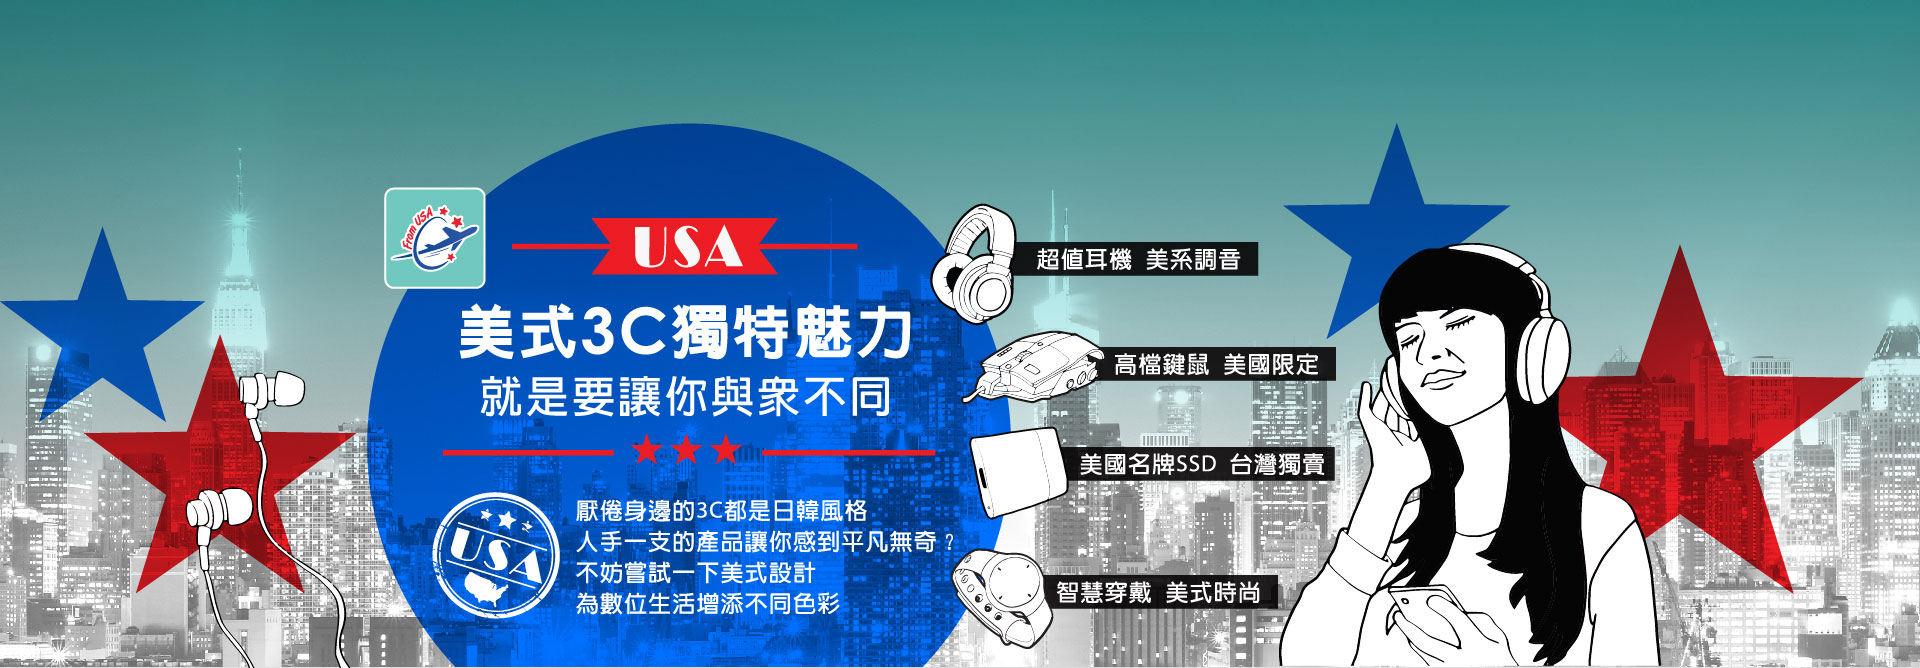 From USA
USA
美式3C獨特魅力
就是要讓你與眾不同
USA
厭倦身邊的3C都是日韓風格
人手一支的產品讓你感到平凡無奇？
不妨嘗試一下美式設計
為數位生活增添不同色彩
超值耳機 美系調音
高檔鍵鼠 美國限定
美國名牌SSD 台灣獨賣
智慧穿戴 美式時尚